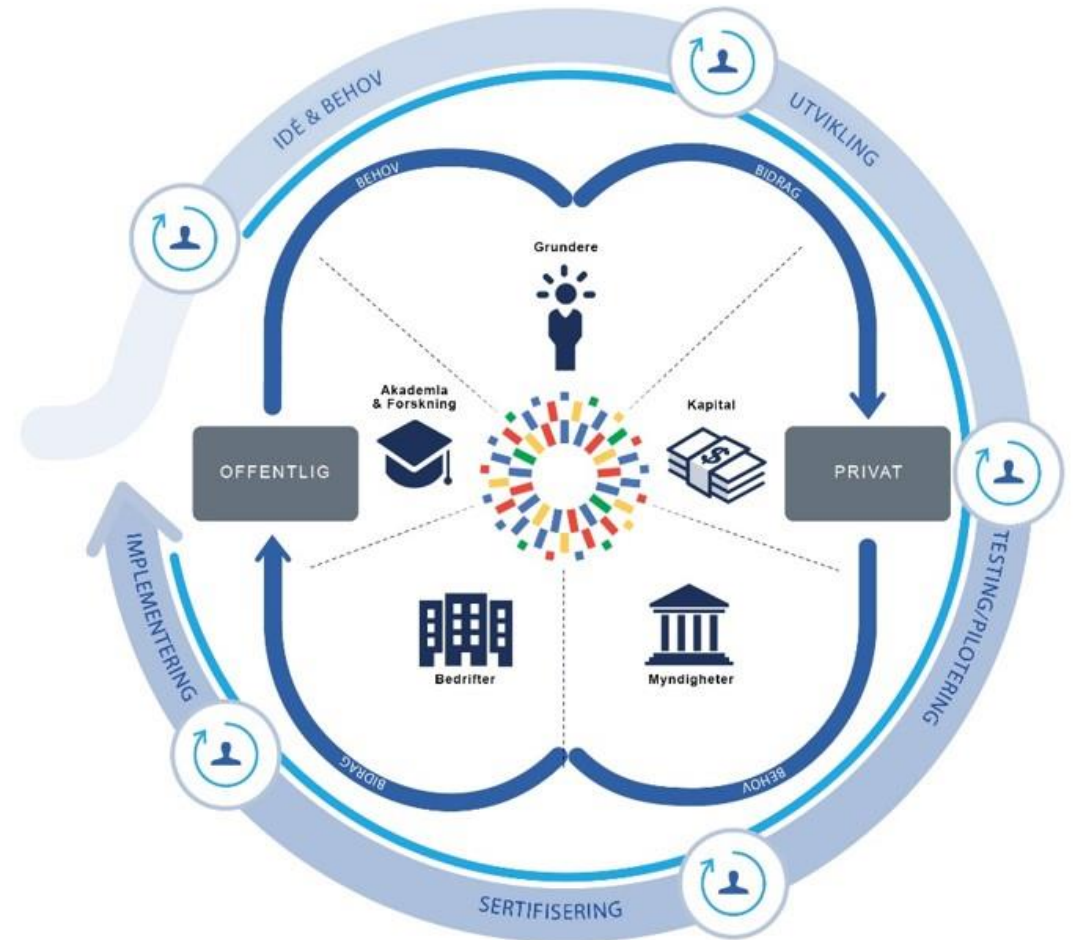 IDÉ & BEHOV
UTVIKLING
BEHOV
BIDRAG
Grundere
Akademia
& Forskning
Kapital
OFFENTLIG
$
PRIVAT
IMPLEMENTERING
TESTING/PILOTERING
Bedrifter
Myndigheter
BIDRAG
BEHOV
SERTIFISERING